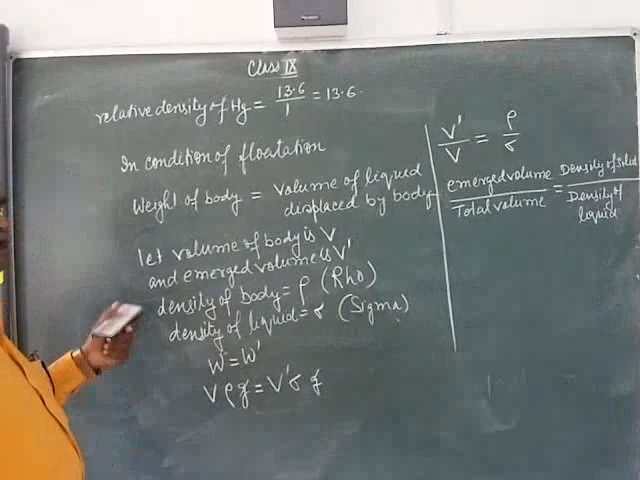 Class IX
relative density of Hg = 13.6/1 = 13.6.
In condition of floatation
Weight of body = volume of liquid
displaced by body
let volume of body is V
and emerged volume is V'
density of body = ρ (Rho)
density of liquid = σ (Sigma)
W = W'
Vρg = V'σg
V'/V = ρ/σ
emerged volume/Total volume = Density of Solid/Density of liquid